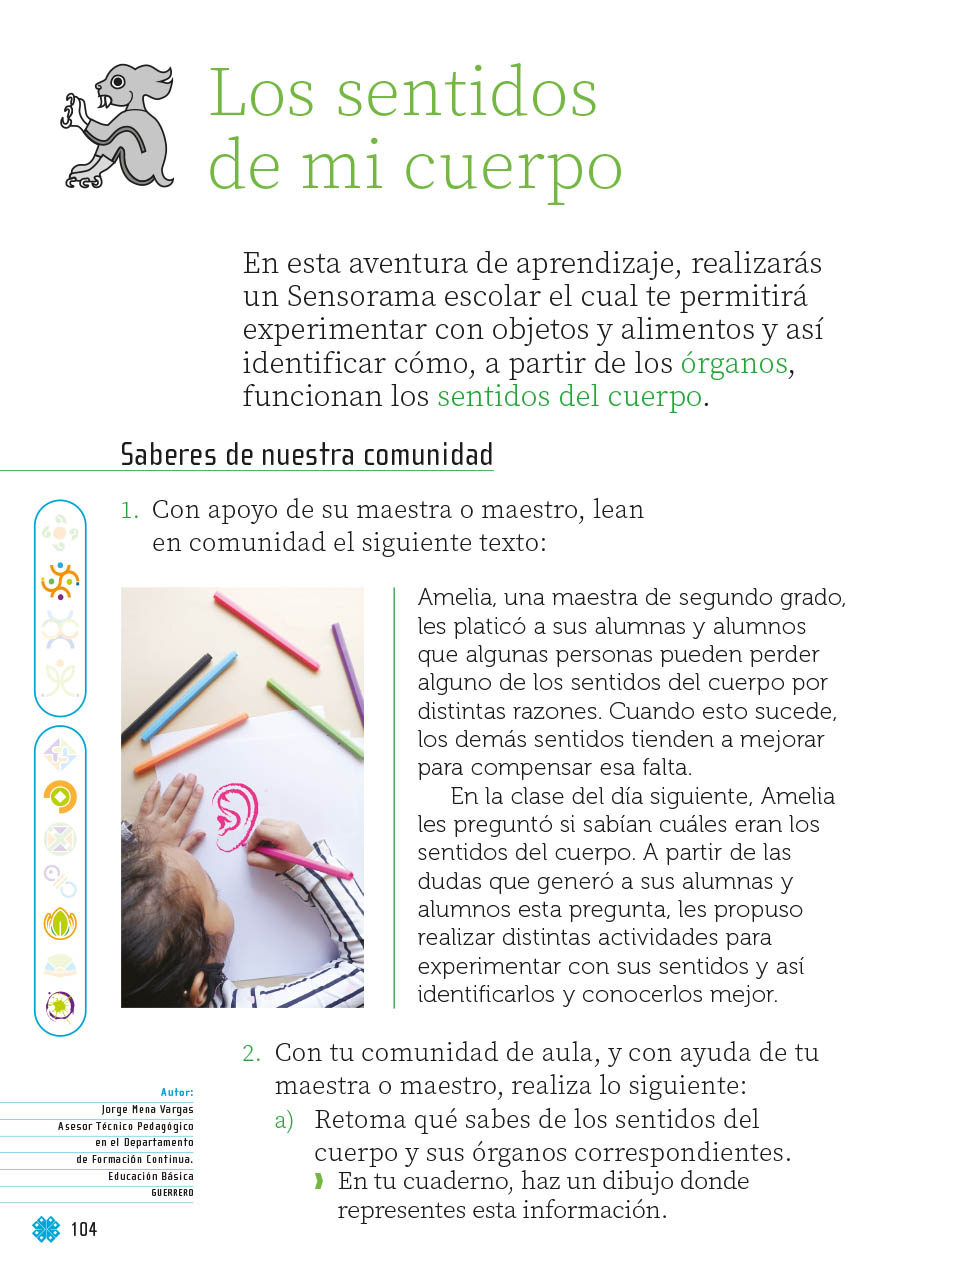 Los sentidos
de mi cuerpo
En esta aventura de aprendizaje, realizarás
un Sensorama escolar el cual te permitirá
experimentar con objetos y alimentos y así
identificar cómo, a partir de los órganos,
funcionan los sentidos del cuerpo.
Saberes de nuestra comunidad
1. Con apoyo de su maestra o maestro, lean
en comunidad el siguiente texto:
Amelia, una maestra de segundo grado,
les platicó a sus alumnas y alumnos
que algunas personas pueden perder
alguno de los sentidos del cuerpo por
distintas razones. Cuando esto sucede,
los demás sentidos tienden a mejorar
para compensar esa falta.
En la clase del día siguiente, Amelia
les preguntó si sabían cuáles eran los
sentidos del cuerpo. A partir de las
dudas que generó a sus alumnas y
alumnos esta pregunta, les propuso
realizar distintas actividades para
experimentar con sus sentidos y así
identificarlos y conocerlos mejor.
2. Con tu comunidad de aula, y con ayuda de tu
maestra o maestro, realiza lo siguiente:
a) Retoma qué sabes de los sentidos del
cuerpo y sus órganos correspondientes.
En tu cuaderno, haz un dibujo donde
representes esta información.
Autor:
Jorge Mena Vargas
Asesor Técnico Pedagógico
en el Departamento
de Formación Continua.
Educación Básica
GUERRERO
104